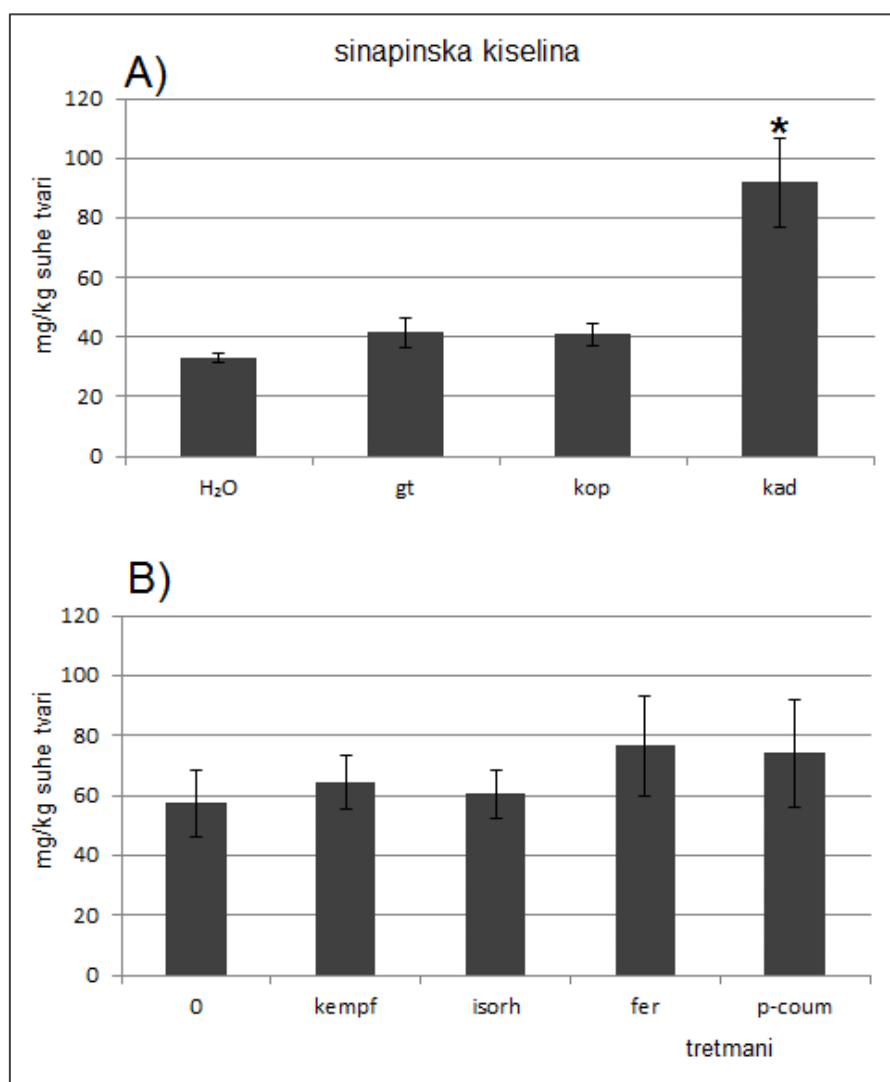 sinapinska kiselina
A)
mg/kg suhe tvari
120
100
80
60
40
20
0
*
H₂O gt kop kad
B)
mg/kg suhe tvari
120
100
80
60
40
20
0
0 kempf isorh fer p-coum
tretmani